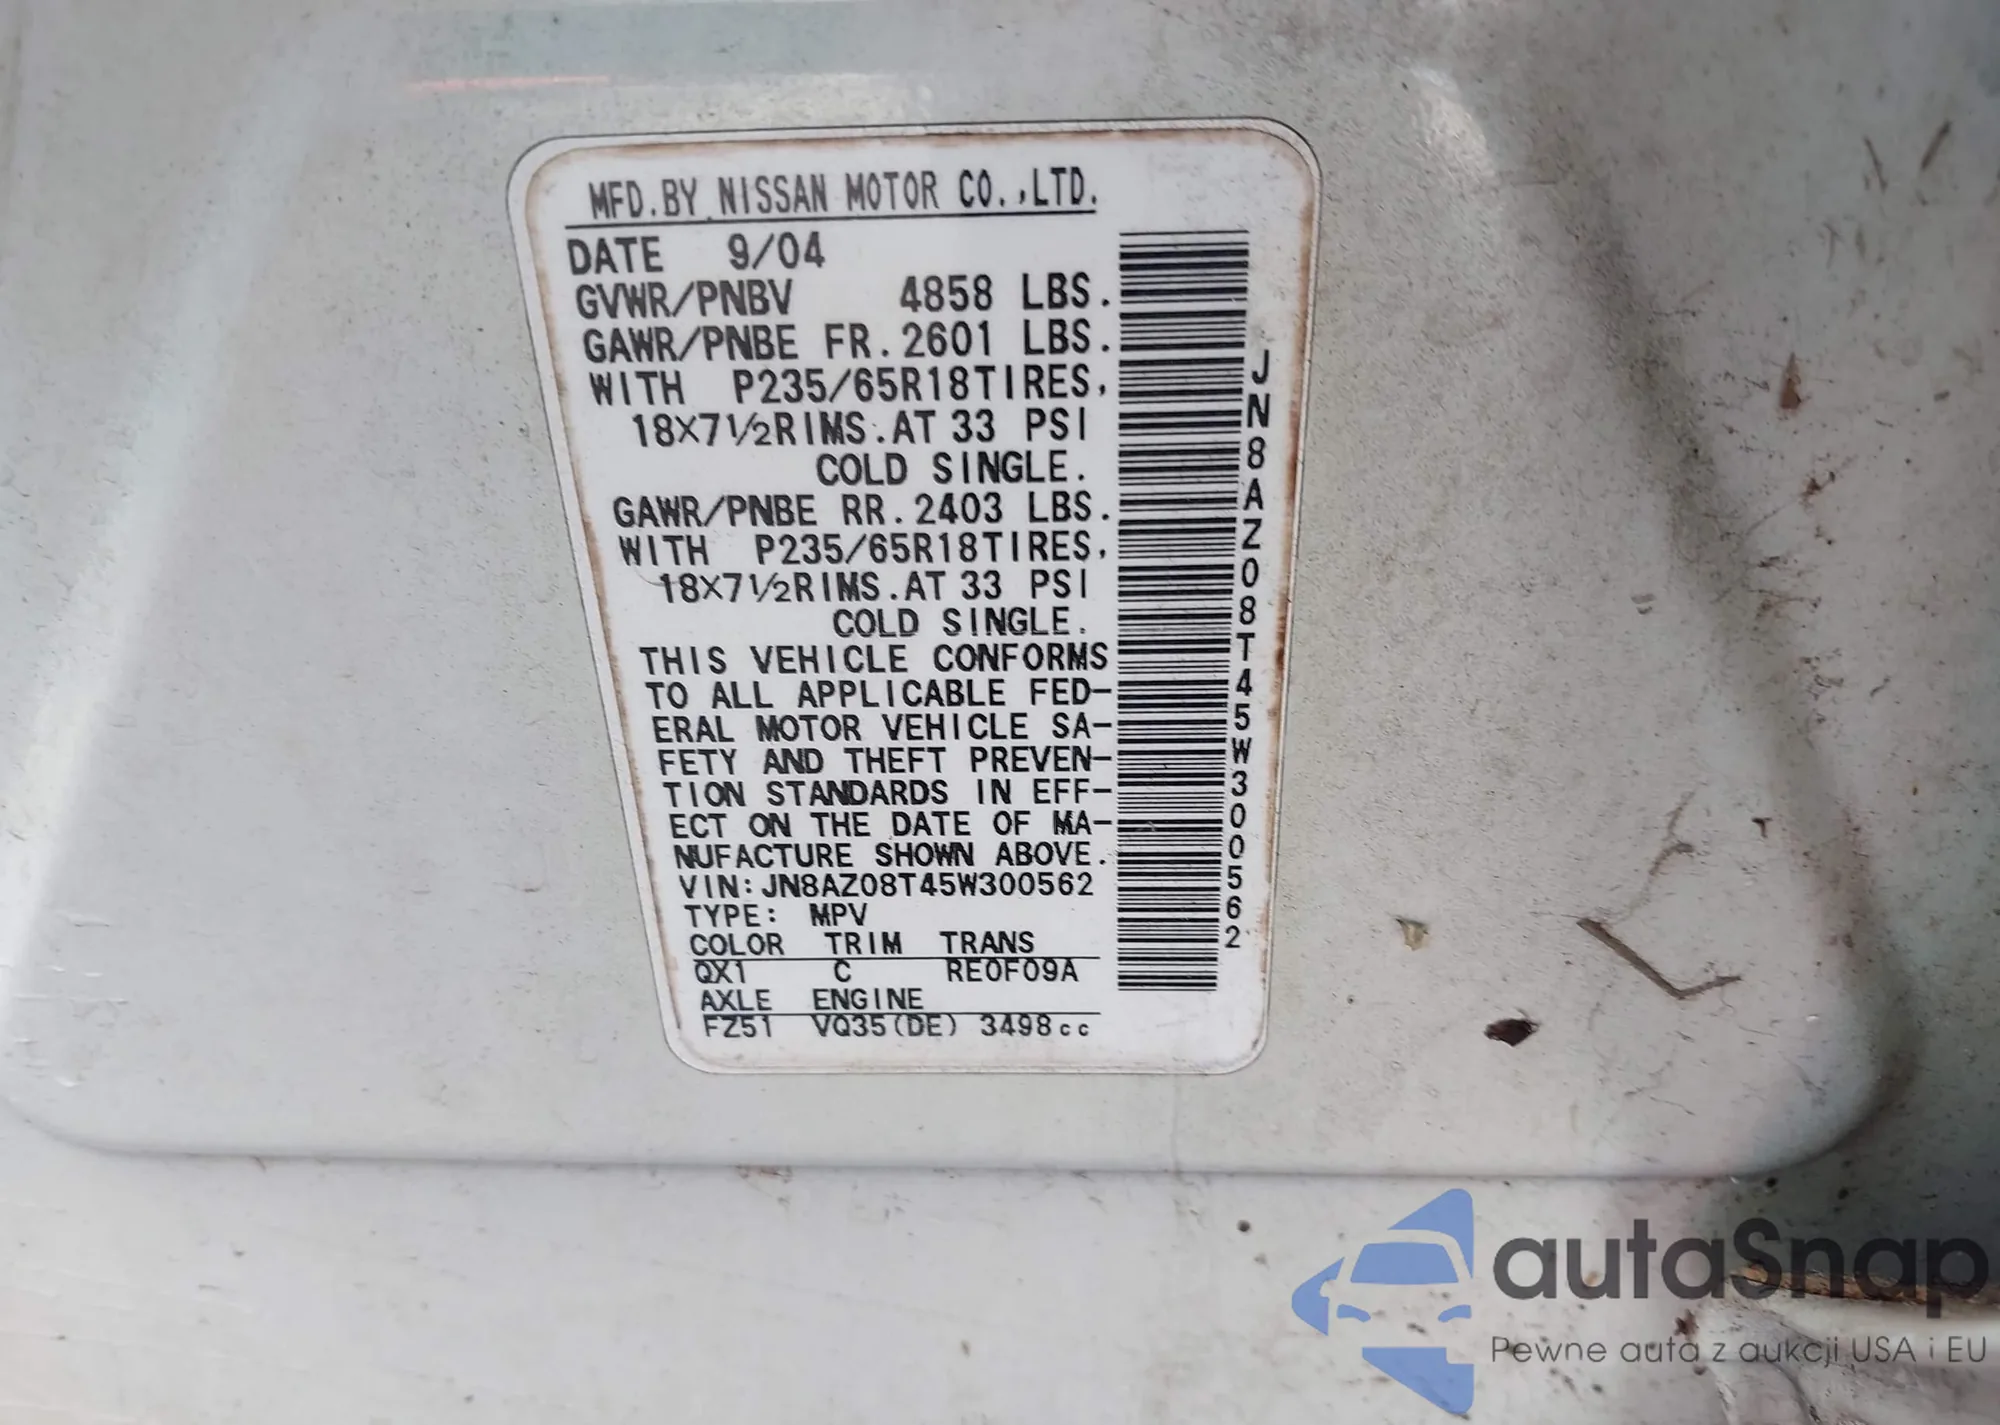 MFD.BY NISSAN MOTOR CO.,LTD.
DATE 9/04
GVWR/PNBV 4858 LBS.
GAWR/PNBE FR.2601 LBS.
WITH P235/65R18TIRES,
18X7½RIMS.AT 33 PSI
COLD SINGLE.
GAWR/PNBE RR.2403 LBS.
WITH P235/65R18TIRES,
18X7½RIMS.AT 33 PSI
COLD SINGLE.
THIS VEHICLE CONFORMS
TO ALL APPLICABLE FED-
ERAL MOTOR VEHICLE SA-
FETY AND THEFT PREVEN-
TION STANDARDS IN EFF-
ECT ON THE DATE OF MA-
NUFACTURE SHOWN ABOVE.
VIN:JN8AZ08T45W300562
TYPE: MPV
COLOR TRIM TRANS
QX1 C RE0F09A
AXLE ENGINE
FZ51 VQ35(DE) 3498cc
JN8AZ08T45W300562
autaSnap
Pewne auta z aukcji USA i EU